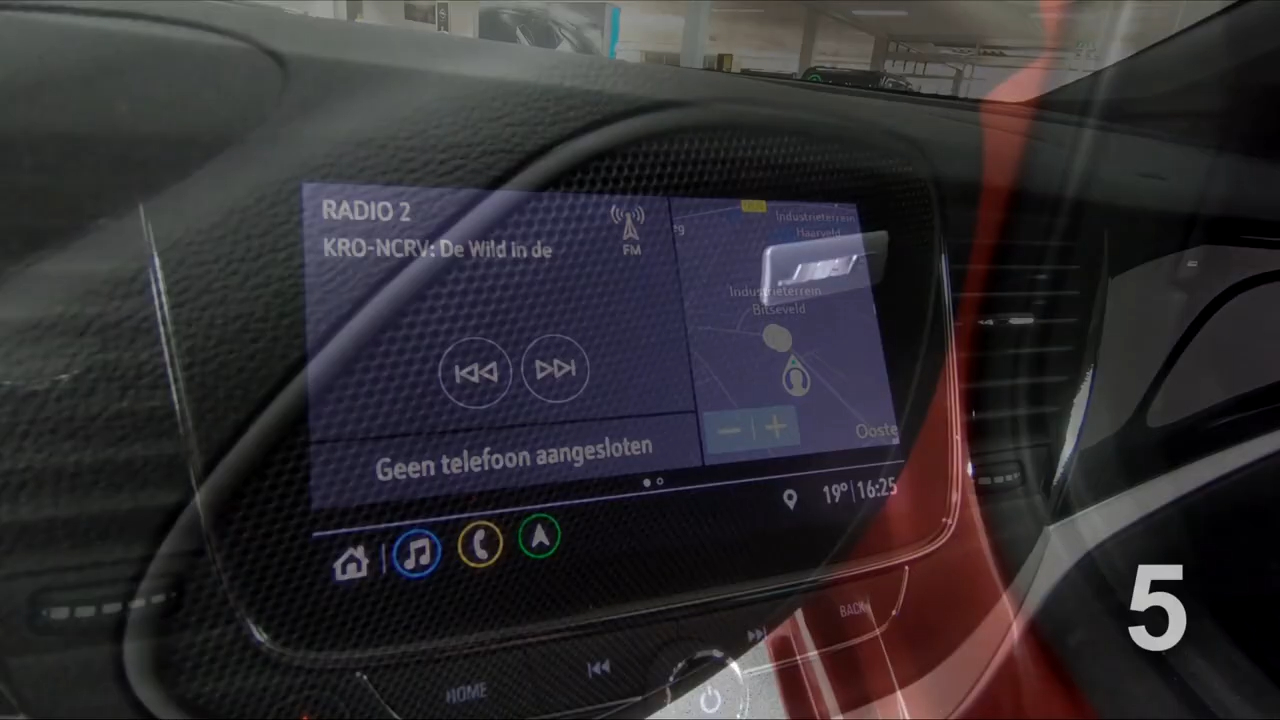 RADIO 2
KRO-NCRV: De Wild in de
FM
eg
Industrieterrein
Haarveld
Industrieterrein
Bitseveld
Ooste
Geen telefoon aangesloten
19° 16:25
HOME
BACK
5